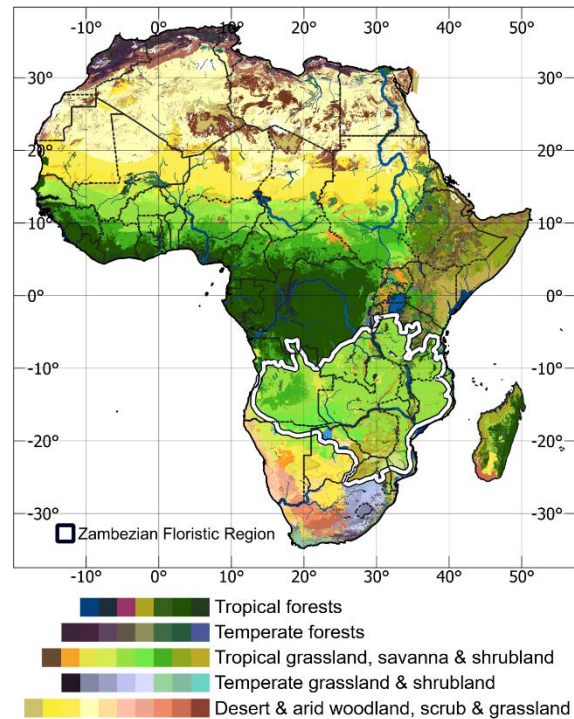 -10° 0° 10° 20° 30° 40° 50°
30° 30°
20° 20°
10° 10°
0° 0°
-10° -10°
-20° -20°
-30° -30°
Zambezian Floristic Region
-10° 0° 10° 20° 30° 40° 50°
Tropical forests
Temperate forests
Tropical grassland, savanna & shrubland
Temperate grassland & shrubland
Desert & arid woodland, scrub & grassland